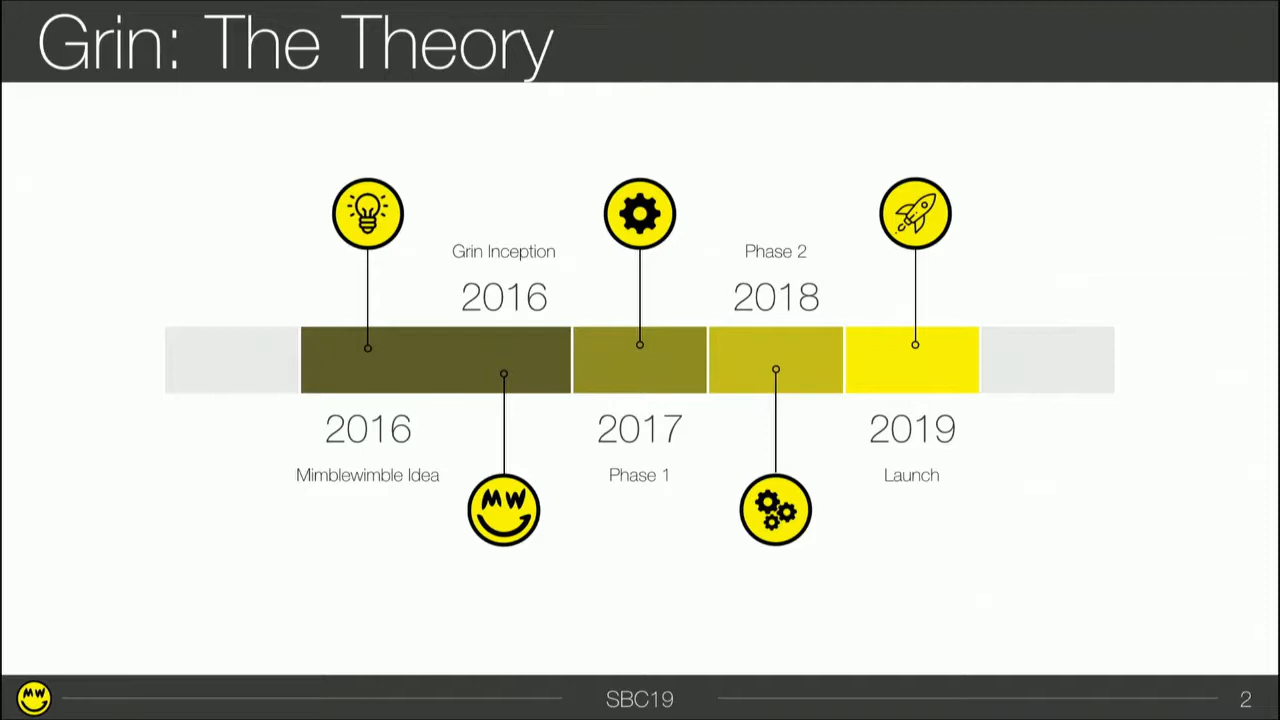 Grin: The Theory
Grin Inception
2016
Phase 2
2018
2016
Mimblewimble Idea
2017
Phase 1
2019
Launch
MW
MW
SBC19
2